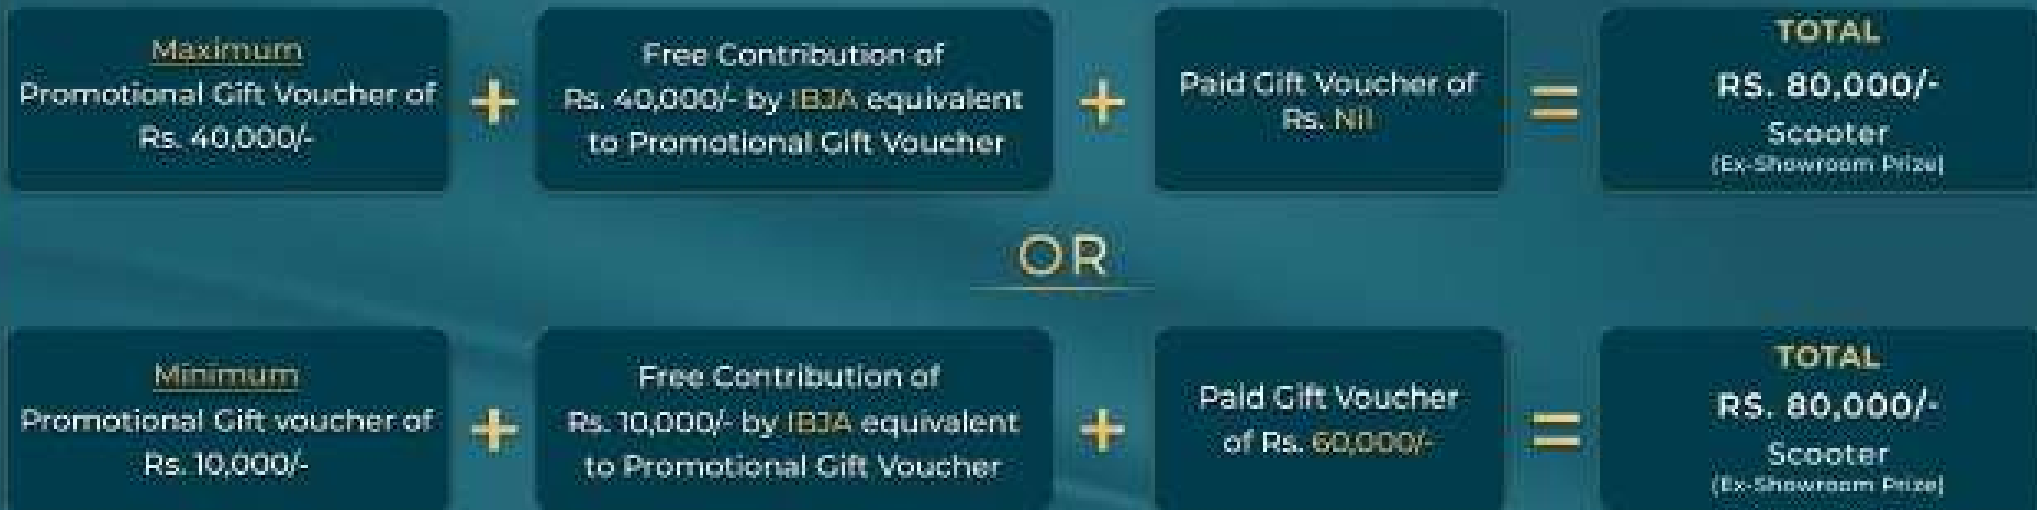 Maximum
Promotional Gift Voucher of
Rs. 40,000/-
+
Free Contribution of
Rs. 40,000/- by IBJA equivalent
to Promotional Gift Voucher
+
Paid Gift Voucher of
Rs. Nil
=
TOTAL
RS. 80,000/-
Scooter
(Ex-Showroom Prize)
OR
Minimum
Promotional Gift voucher of
Rs. 10,000/-
+
Free Contribution of
Rs. 10,000/- by IBJA equivalent
to Promotional Gift Voucher
+
Paid Gift Voucher
of Rs. 60,000/-
=
TOTAL
RS. 80,000/-
Scooter
(Ex-Showroom Prize)